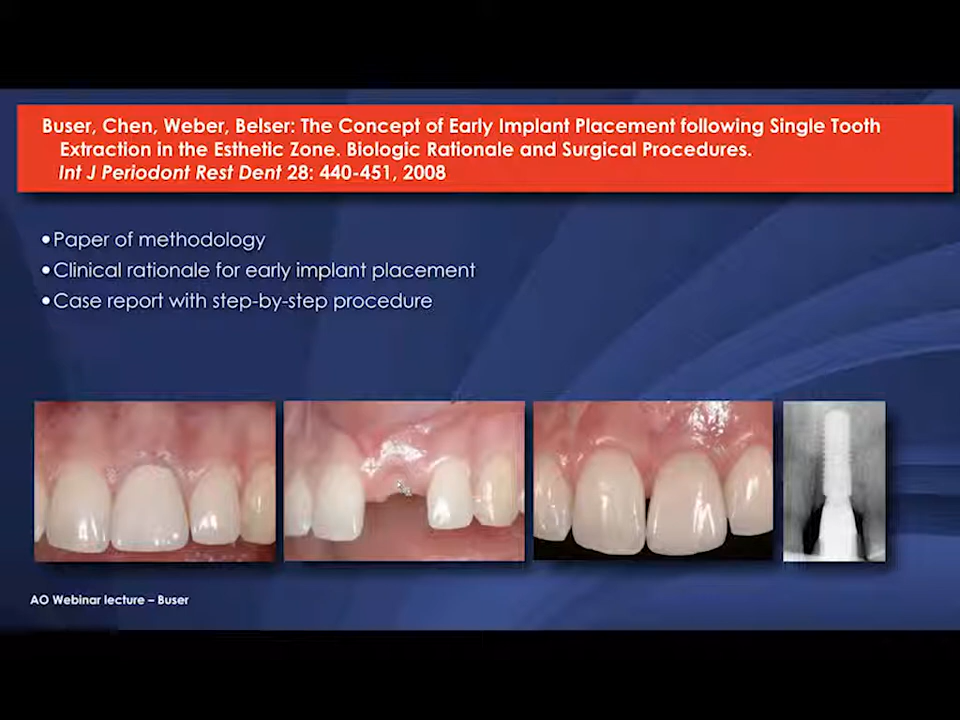 Buser, Chen, Weber, Belser: The Concept of Early Implant Placement following Single Tooth
Extraction in the Esthetic Zone. Biologic Rationale and Surgical Procedures.
Int J Periodont Rest Dent 28: 440-451, 2008
•Paper of methodology
•Clinical rationale for early implant placement
•Case report with step-by-step procedure
AO Webinar lecture – Buser